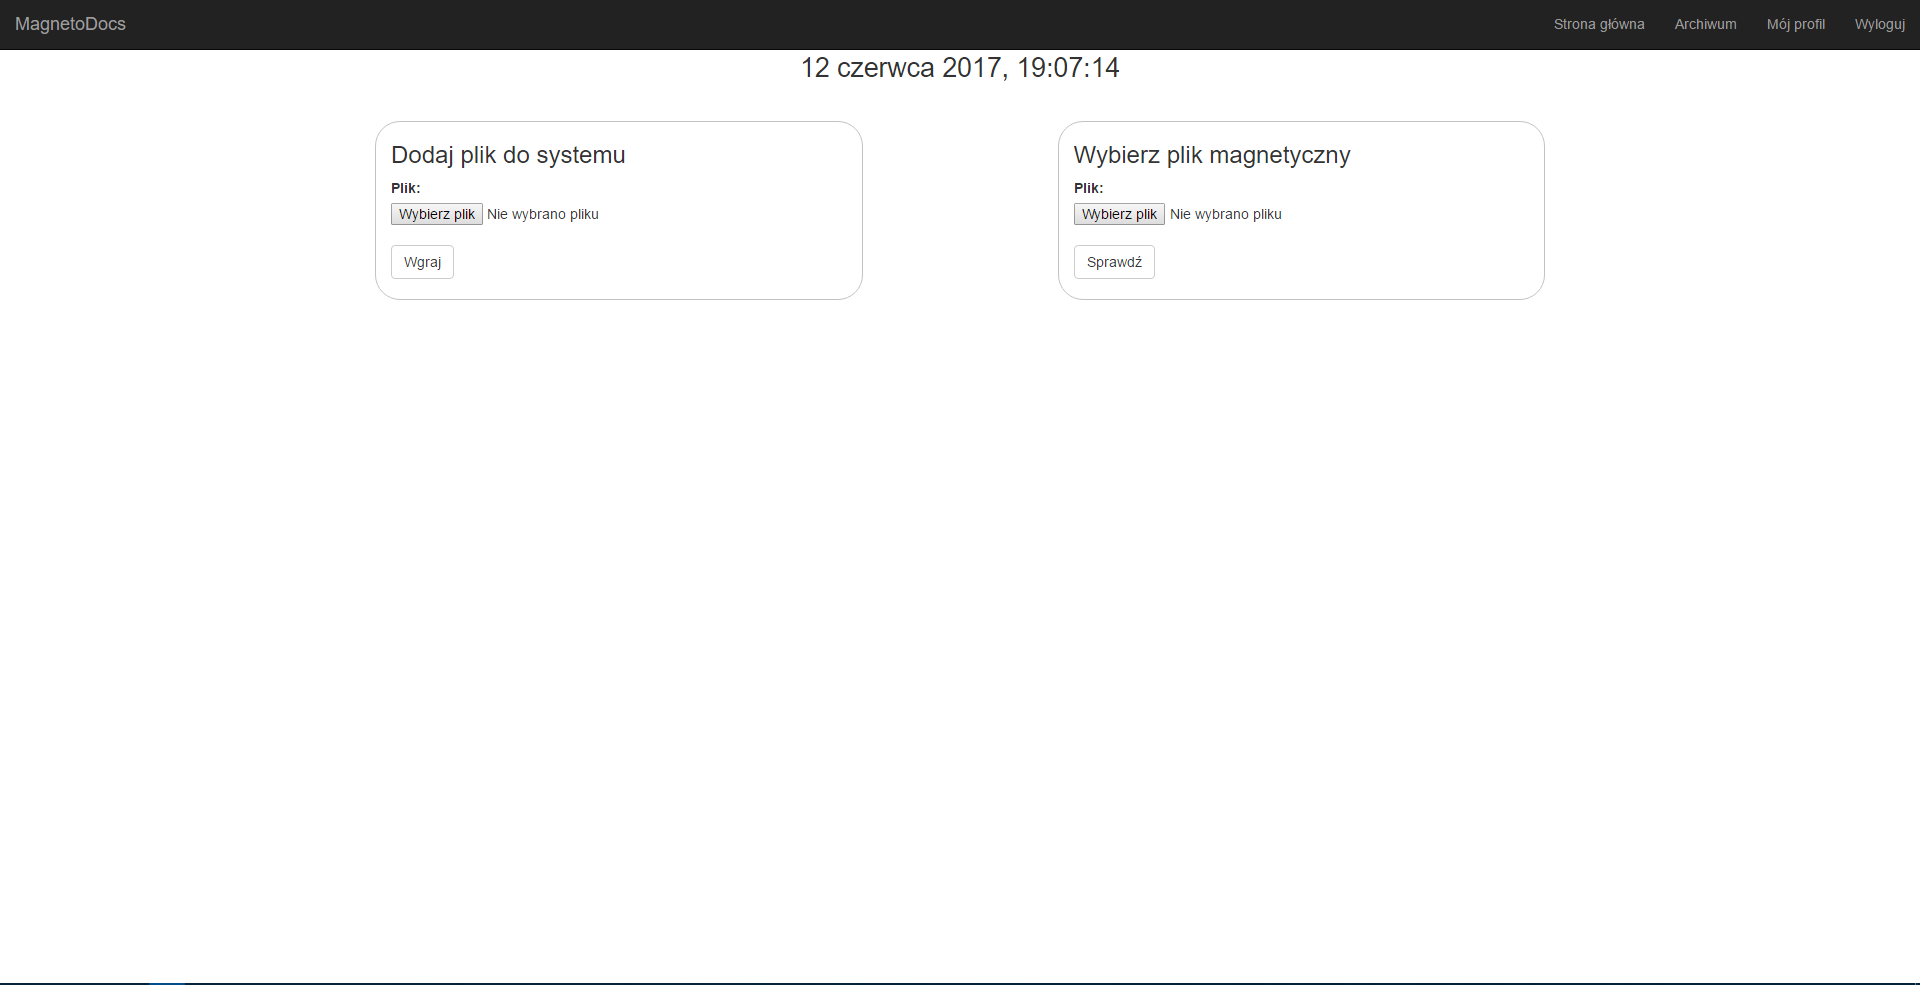 MagnetoDocs Strona główna Archiwum Mój profil Wyloguj
12 czerwca 2017, 19:07:14
Dodaj plik do systemu
Plik:
Wybierz plik Nie wybrano pliku
Wgraj
Wybierz plik magnetyczny
Plik:
Wybierz plik Nie wybrano pliku
Sprawdź